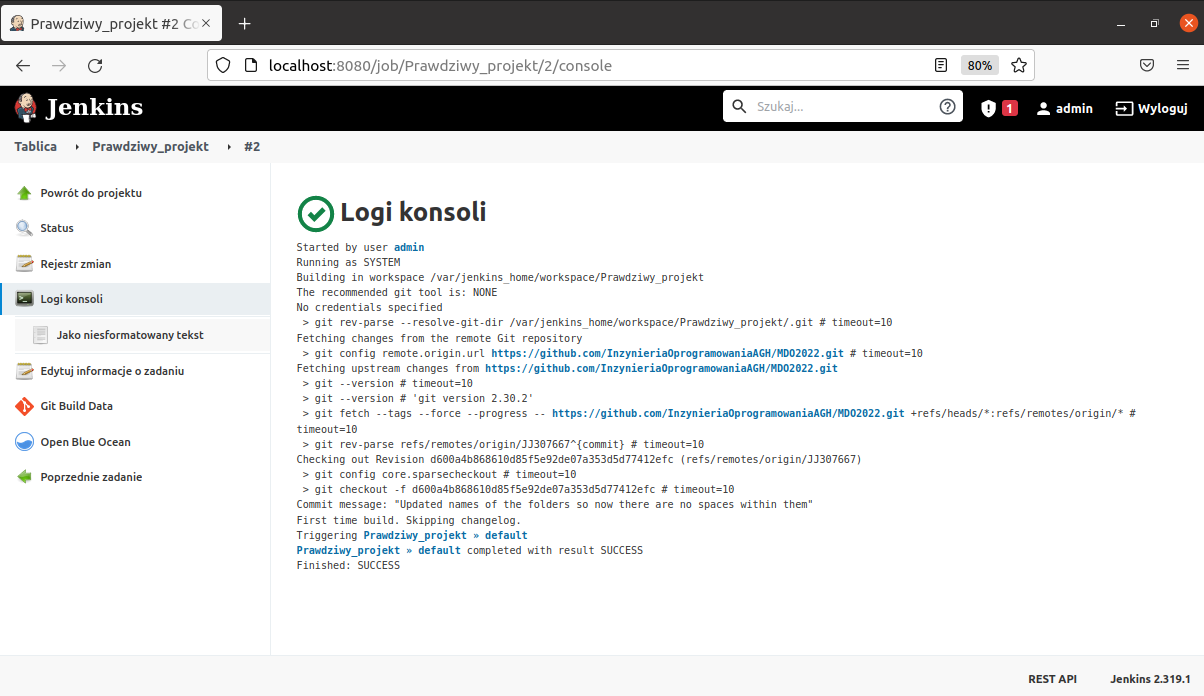 Prawdziwy_projekt #2 Co
localhost:8080/job/Prawdziwy_projekt/2/console
80%
Jenkins
Szukaj...
1
admin
Wyloguj
Tablica
Prawdziwy_projekt
#2
Powrót do projektu
Status
Rejestr zmian
Logi konsoli
Jako niesformatowany tekst
Edytuj informacje o zadaniu
Git Build Data
Open Blue Ocean
Poprzednie zadanie
Logi konsoli
Started by user admin
Running as SYSTEM
Building in workspace /var/jenkins_home/workspace/Prawdziwy_projekt
The recommended git tool is: NONE
No credentials specified
> git rev-parse --resolve-git-dir /var/jenkins_home/workspace/Prawdziwy_projekt/.git # timeout=10
Fetching changes from the remote Git repository
> git config remote.origin.url https://github.com/InzynieriaOprogramowaniaAGH/MDO2022.git # timeout=10
Fetching upstream changes from https://github.com/InzynieriaOprogramowaniaAGH/MDO2022.git
> git --version # timeout=10
> git --version # 'git version 2.30.2'
> git fetch --tags --force --progress -- https://github.com/InzynieriaOprogramowaniaAGH/MDO2022.git +refs/heads/*:refs/remotes/origin/* #
timeout=10
> git rev-parse refs/remotes/origin/JJ307667^{commit} # timeout=10
Checking out Revision d600a4b868610d85f5e92de07a353d5d77412efc (refs/remotes/origin/JJ307667)
> git config core.sparsecheckout # timeout=10
> git checkout -f d600a4b868610d85f5e92de07a353d5d77412efc # timeout=10
Commit message: "Updated names of the folders so now there are no spaces within them"
First time build. Skipping changelog.
Triggering Prawdziwy_projekt » default
Prawdziwy_projekt » default completed with result SUCCESS
Finished: SUCCESS
REST API
Jenkins 2.319.1